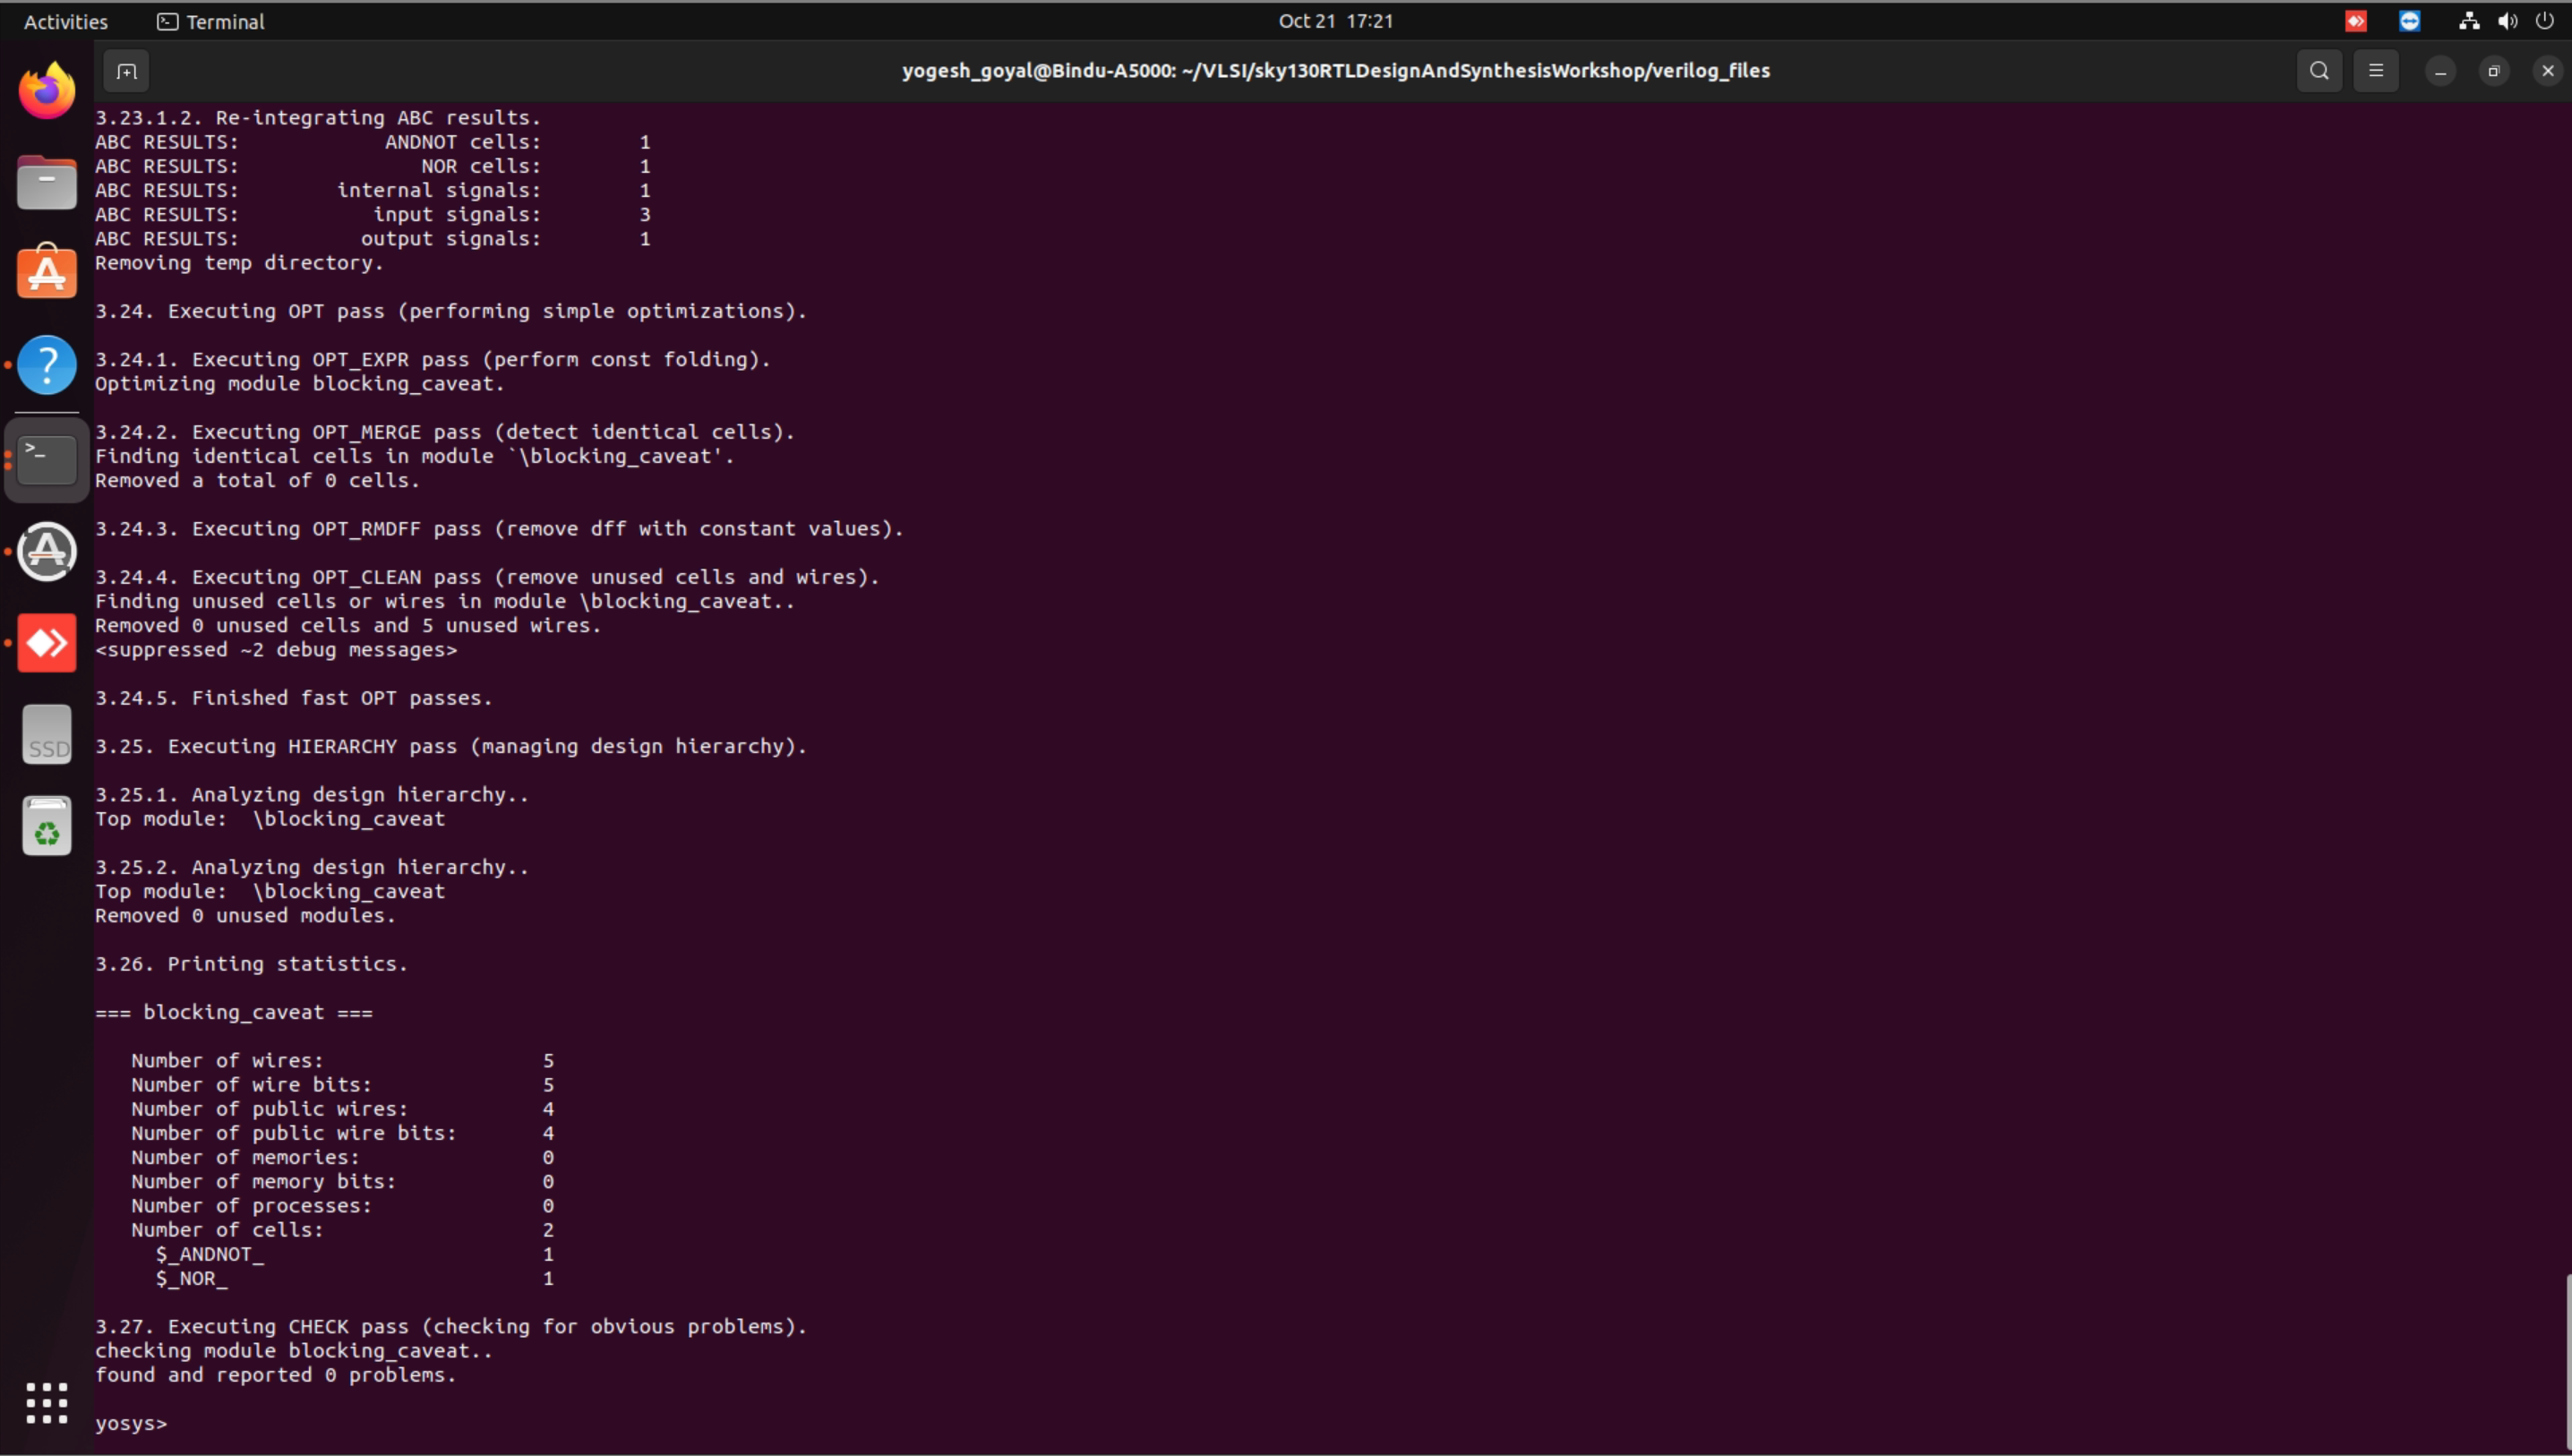 Activities Terminal Oct 21 17:21
yogesh_goyal@Bindu-A5000: ~/VLSI/sky130RTLDesignAndSynthesisWorkshop/verilog_files
3.23.1.2. Re-integrating ABC results.
ABC RESULTS:            ANDNOT cells:        1
ABC RESULTS:               NOR cells:        1
ABC RESULTS:        internal signals:        1
ABC RESULTS:           input signals:        3
ABC RESULTS:          output signals:        1
Removing temp directory.
3.24. Executing OPT pass (performing simple optimizations).
3.24.1. Executing OPT_EXPR pass (perform const folding).
Optimizing module blocking_caveat.
3.24.2. Executing OPT_MERGE pass (detect identical cells).
Finding identical cells in module `\blocking_caveat'.
Removed a total of 0 cells.
3.24.3. Executing OPT_RMDFF pass (remove dff with constant values).
3.24.4. Executing OPT_CLEAN pass (remove unused cells and wires).
Finding unused cells or wires in module \blocking_caveat..
Removed 0 unused cells and 5 unused wires.
<suppressed ~2 debug messages>
3.24.5. Finished fast OPT passes.
3.25. Executing HIERARCHY pass (managing design hierarchy).
3.25.1. Analyzing design hierarchy..
Top module:  \blocking_caveat
3.25.2. Analyzing design hierarchy..
Top module:  \blocking_caveat
Removed 0 unused modules.
3.26. Printing statistics.
=== blocking_caveat ===
   Number of wires:                  5
   Number of wire bits:              5
   Number of public wires:           4
   Number of public wire bits:       4
   Number of memories:               0
   Number of memory bits:            0
   Number of processes:              0
   Number of cells:                  2
     $_ANDNOT_                       1
     $_NOR_                          1
3.27. Executing CHECK pass (checking for obvious problems).
checking module blocking_caveat..
found and reported 0 problems.
yosys>
SSD